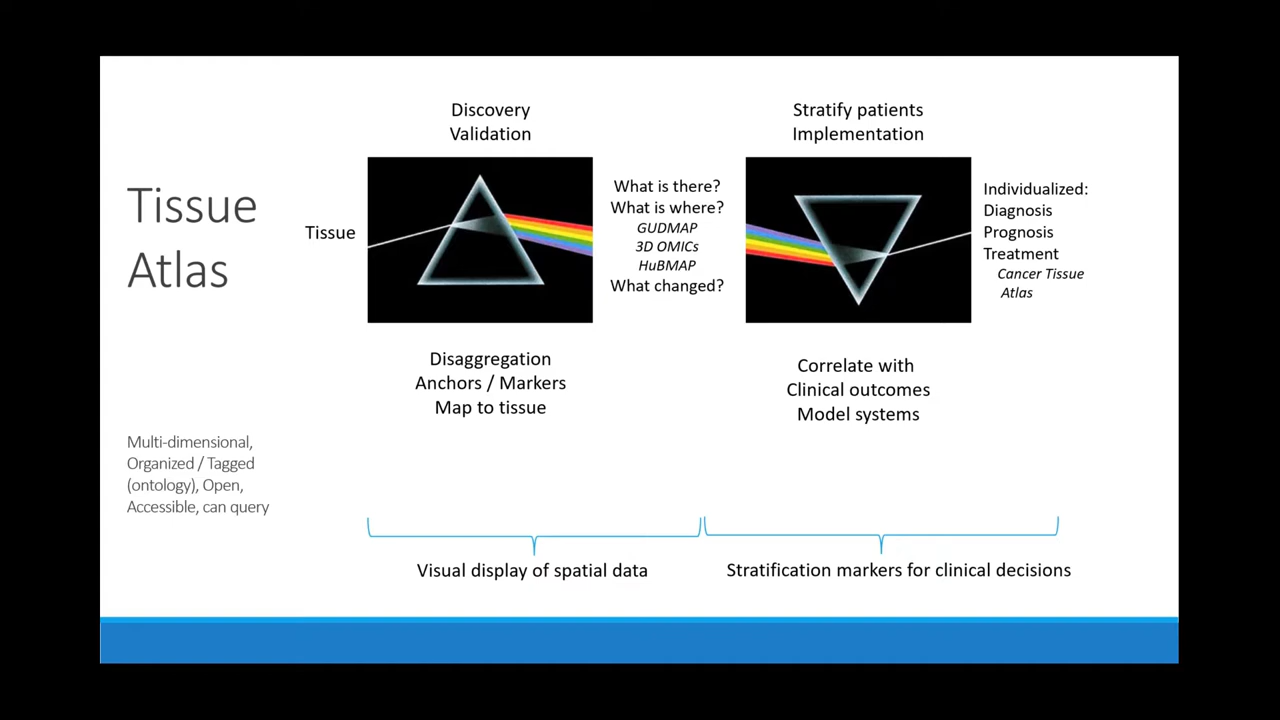 Tissue
Atlas
Multi-dimensional,
Organized / Tagged
(ontology), Open,
Accessible, can query
Discovery
Validation
Tissue
Disaggregation
Anchors / Markers
Map to tissue
What is there?
What is where?
GUDMAP
3D OMICs
HuBMAP
What changed?
Stratify patients
Implementation
Correlate with
Clinical outcomes
Model systems
Individualized:
Diagnosis
Prognosis
Treatment
Cancer Tissue
Atlas
Visual display of spatial data
Stratification markers for clinical decisions